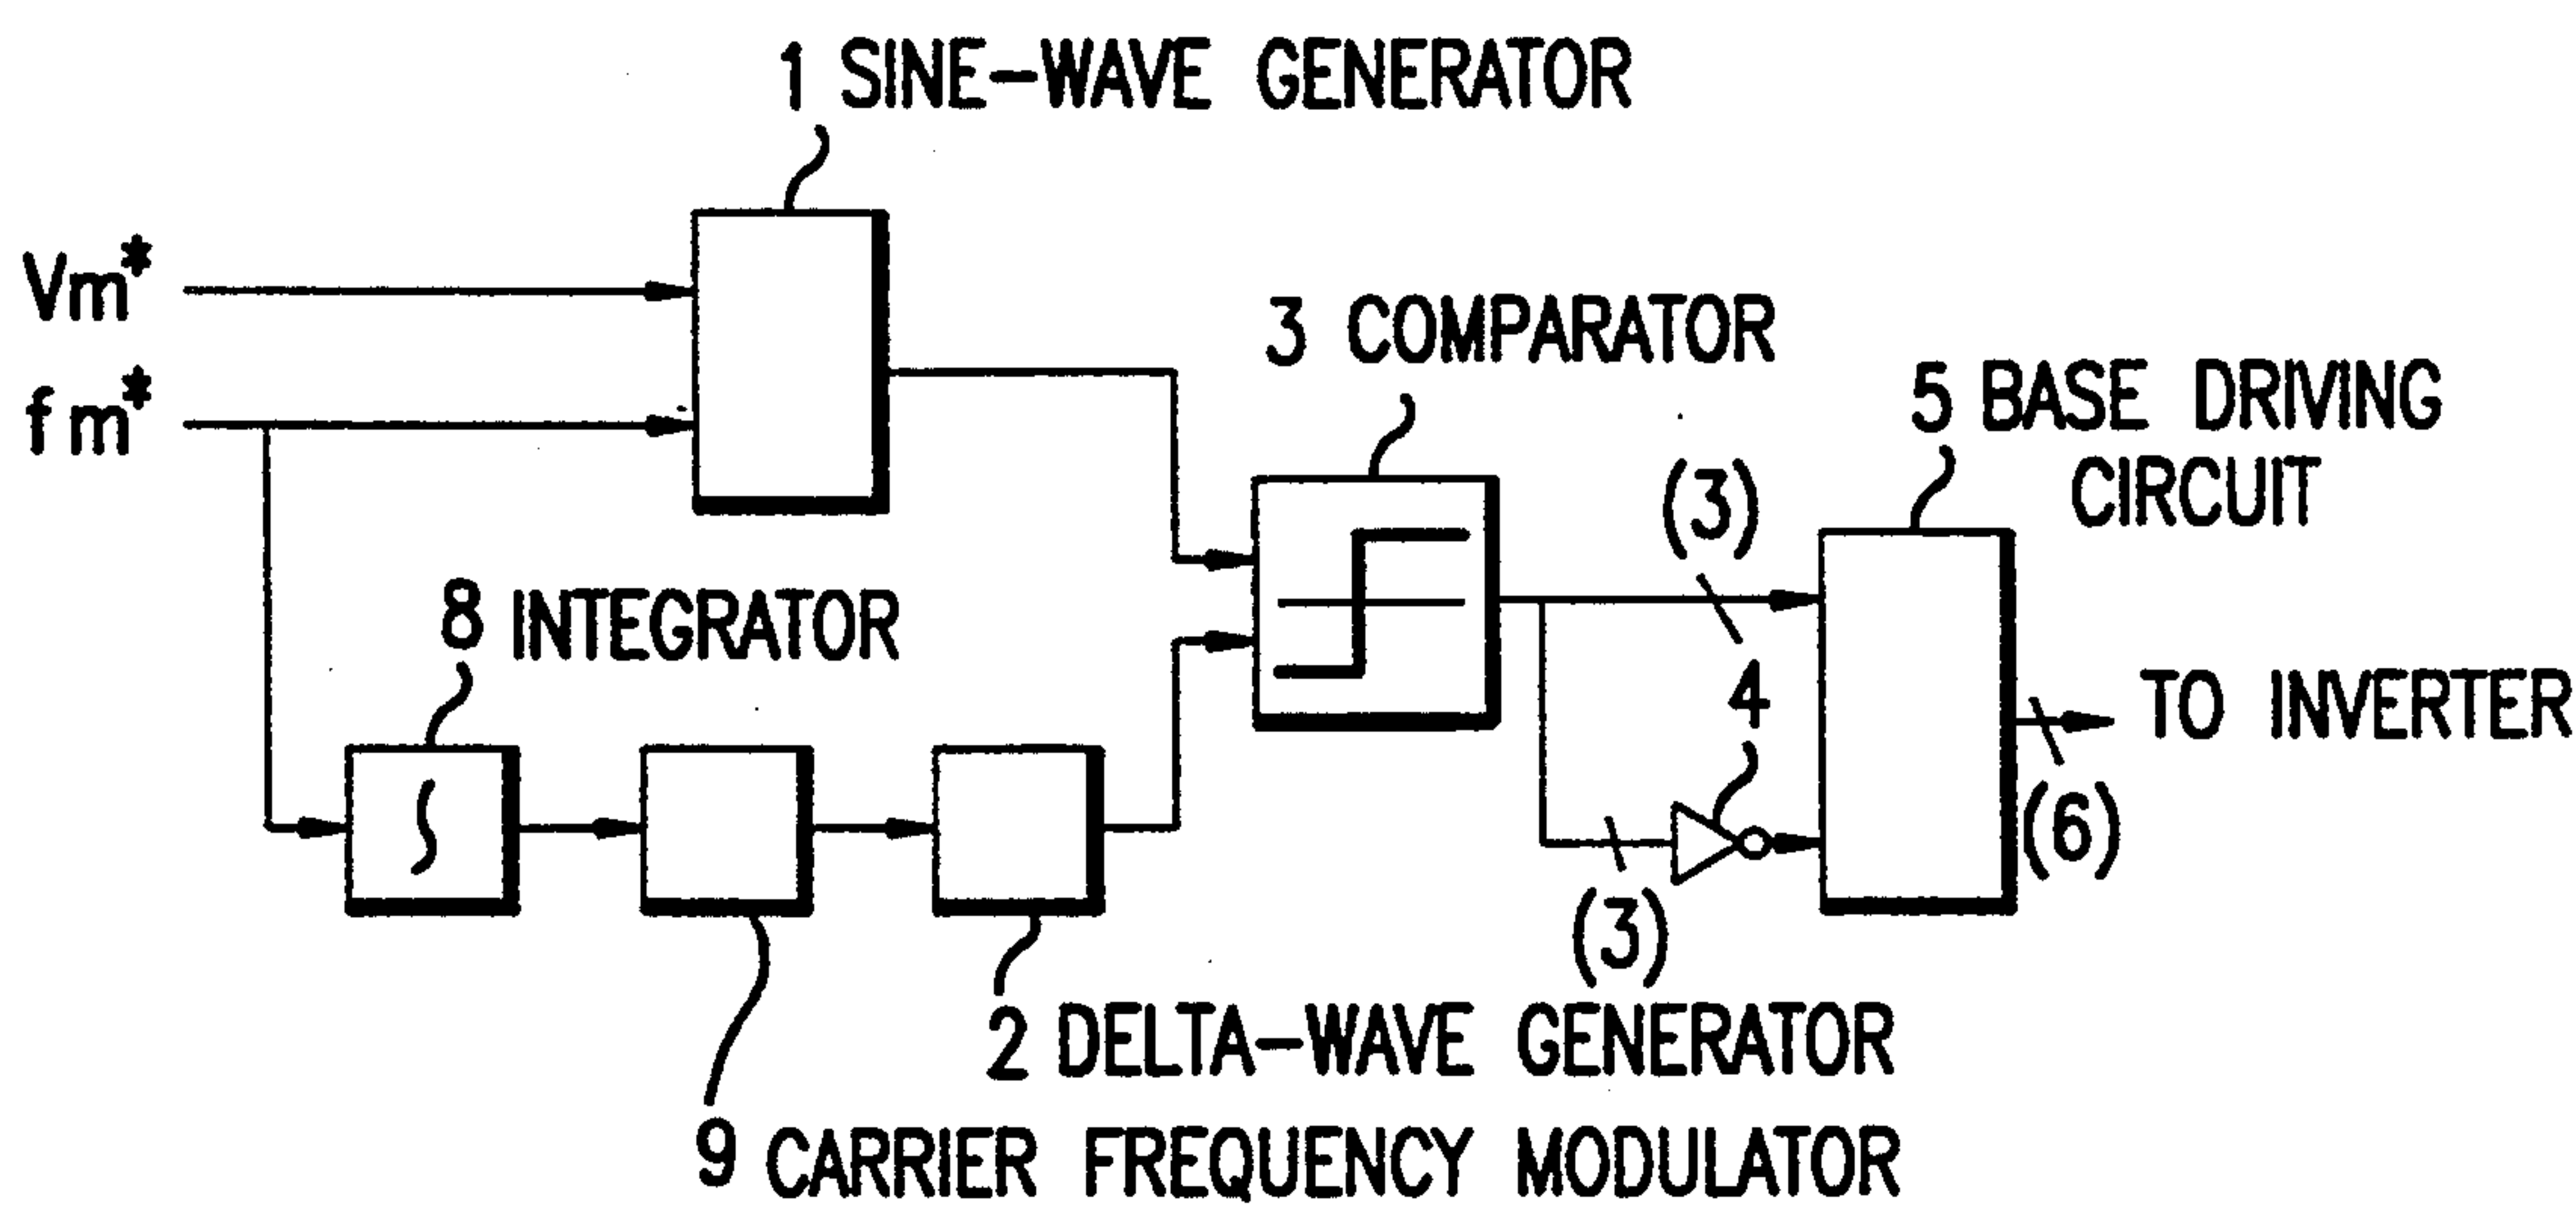 1 SINE-WAVE GENERATOR
Vm*
fm*
3 COMPARATOR
5 BASE DRIVING
CIRCUIT
(3)
8 INTEGRATOR
4
TO INVERTER
(6)
(3)
2 DELTA-WAVE GENERATOR
9 CARRIER FREQUENCY MODULATOR